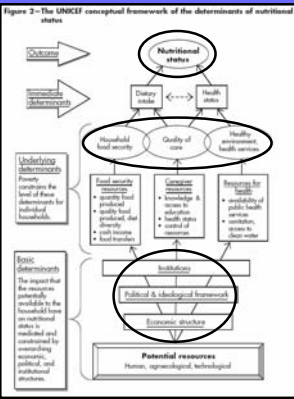 Figure 2—The UNICEF conceptual framework of the determinants of nutritional
status
Outcome
Nutritional
status
Immediate
determinants
Dietary
intake
Health
status
Household
food security
Quality of
care
Healthy
environment,
health services
Underlying
determinants
Poverty
constrains the
level of these
determinants for
individual
households.
Food security
resources
• quantity food
produced
• quality food
produced, diet
diversity
• cash income
• food transfers
Caregiver
resources
• knowledge &
access to
education
• health status
• control of
resources
Resources for
health
• availability of
public health
services
• sanitation,
access to
clean water
Basic
determinants
The impact that
the resources
potentially
available to the
household have
on nutritional
status is
mediated and
constrained by
overarching
economic,
political, and
institutional
structures.
Institutions
Political & ideological framework
Economic structure
Potential resources
Human, agroecological, technological